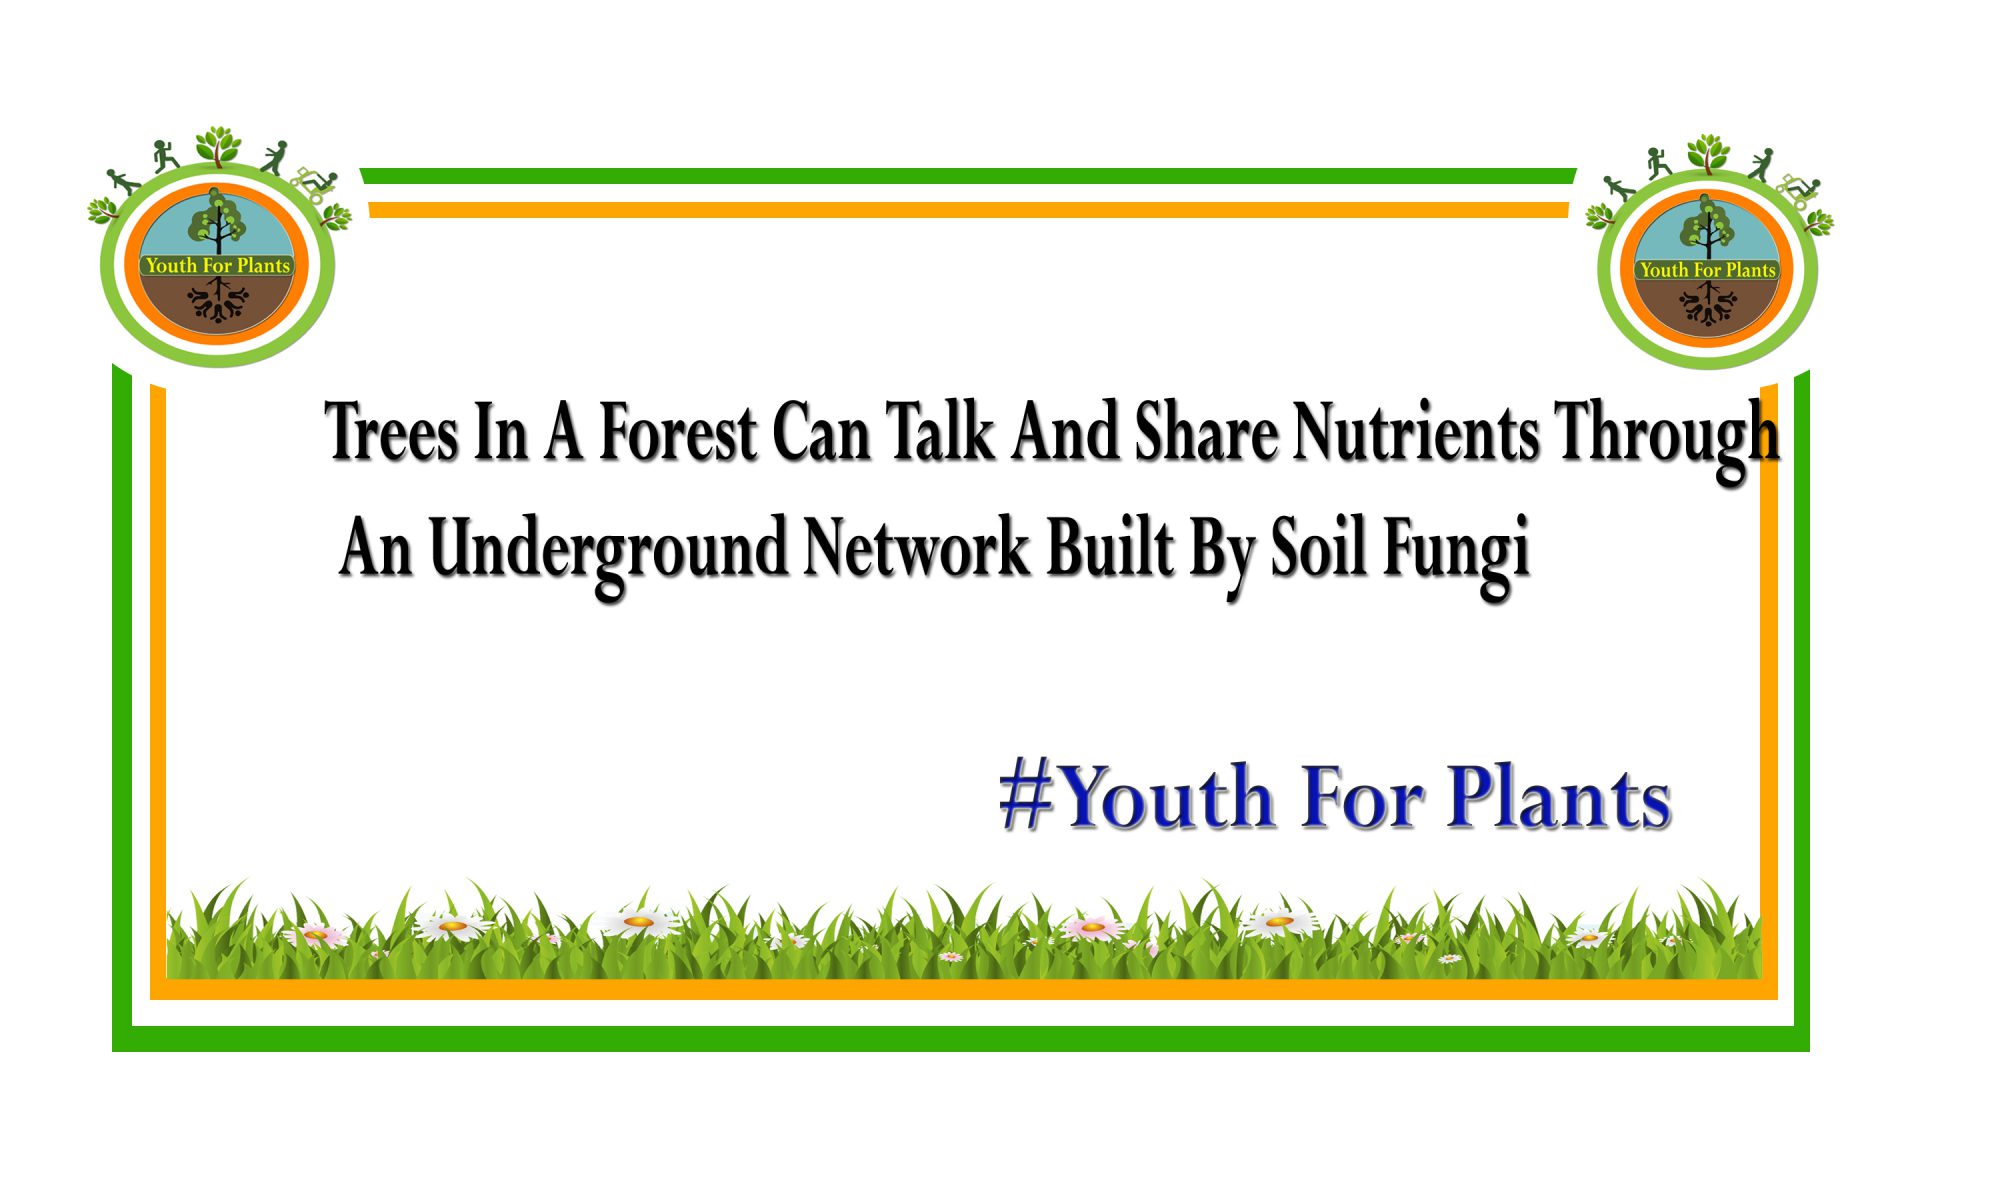 Youth For Plants
Youth For Plants
Trees In A Forest Can Talk And Share Nutrients Through
An Underground Network Built By Soil Fungi
#Youth For Plants